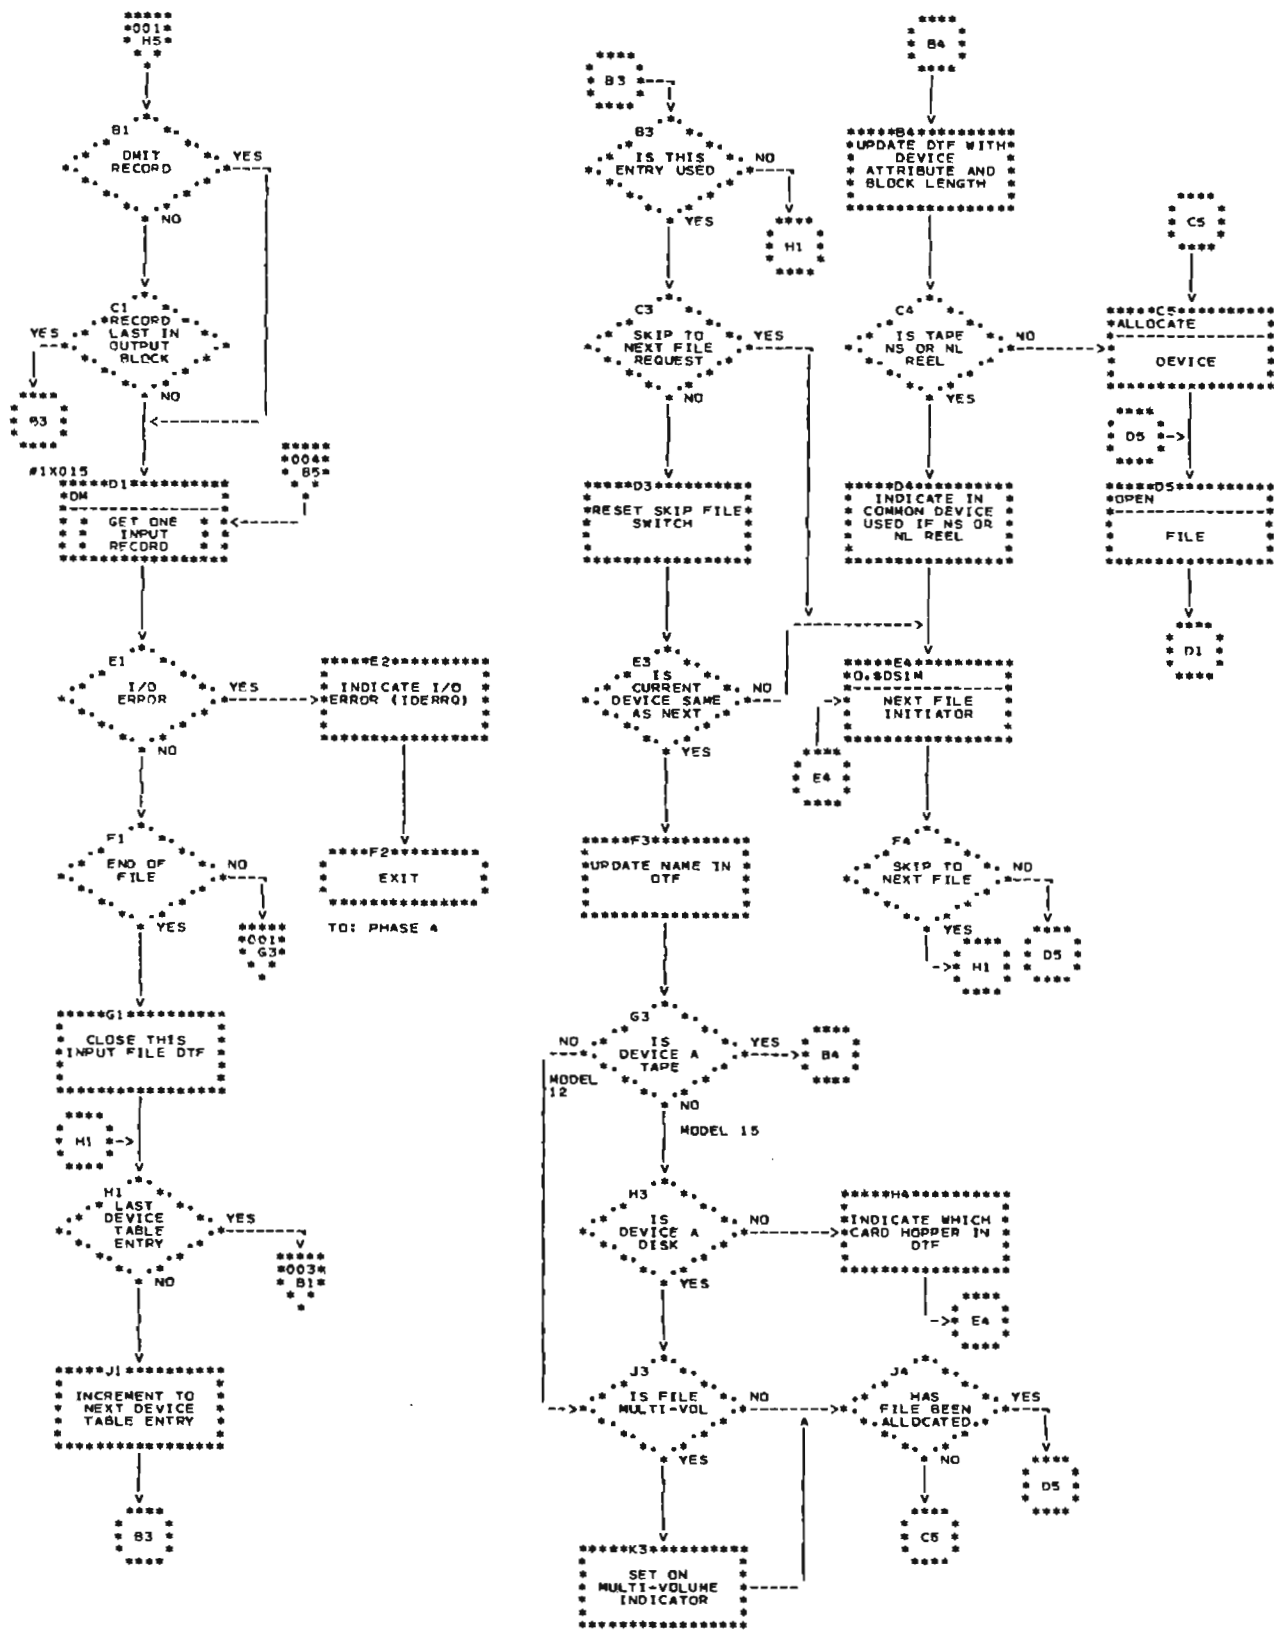 001
H5
B1
OMIT
RECORD
YES
NO
C1
RECORD
LAST IN
OUTPUT
BLOCK
YES
NO
B3
004
B5
#1X015
D1
DM
GET ONE
INPUT
RECORD
E1
I/O
ERROR
YES
NO
E2
INDICATE I/O
ERROR (IOERRQ)
F1
END OF
FILE
NO
YES
F2
EXIT
TO: PHASE 4
001
G3
G1
CLOSE THIS
INPUT FILE DTF
H1
H1
LAST
DEVICE
TABLE
ENTRY
YES
NO
003
B1
J1
INCREMENT TO
NEXT DEVICE
TABLE ENTRY
B3
B3
B3
IS THIS
ENTRY USED
NO
YES
H1
C3
SKIP TO
NEXT FILE
REQUEST
YES
NO
D3
RESET SKIP FILE
SWITCH
E3
IS
CURRENT
DEVICE SAME
AS NEXT
NO
YES
F3
UPDATE NAME IN
DTF
G3
IS
DEVICE A
TAPE
NO
MODEL
12
YES
B4
NO
MODEL 15
H3
IS
DEVICE A
DISK
NO
YES
H4
INDICATE WHICH
CARD HOPPER IN
DTF
E4
J3
IS FILE
MULTI-VOL
NO
YES
J4
HAS
FILE BEEN
ALLOCATED
YES
NO
D5
C5
K3
SET ON
MULTI-VOLUME
INDICATOR
B4
B4
UPDATE DTF WITH
DEVICE
ATTRIBUTE AND
BLOCK LENGTH
C4
IS TAPE
NS OR NL
REEL
NO
YES
D4
INDICATE IN
COMMON DEVICE
USED IF NS OR
NL REEL
E4
O.$DSIM
NEXT FILE
INITIATOR
E4
F4
SKIP TO
NEXT FILE
NO
YES
H1
D5
C5
C5
ALLOCATE
DEVICE
D5
D5
OPEN
FILE
D1